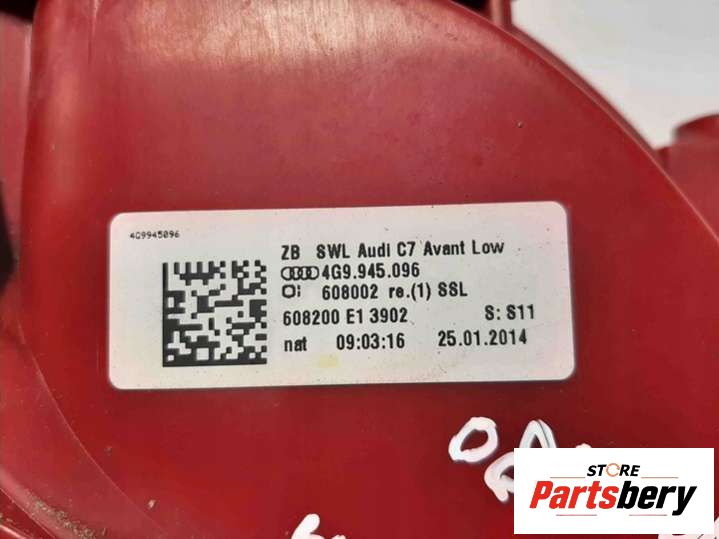 4G9945096
ZB SWL Audi C7 Avant Low
4G9.945.096
608002 re.(1) SSL
608200 E1 3902 S: S11
nat 09:03:16 25.01.2014
STORE
Partsbery